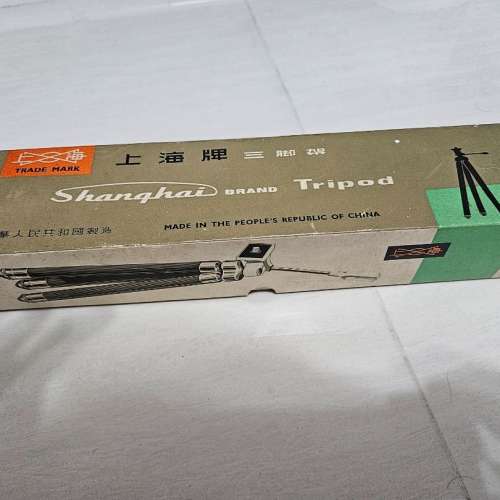 TRADE MARK
上海牌 三脚架
Shanghai BRAND Tripod
華人民共和國製造
MADE IN THE PEOPLE'S REPUBLIC OF CHINA